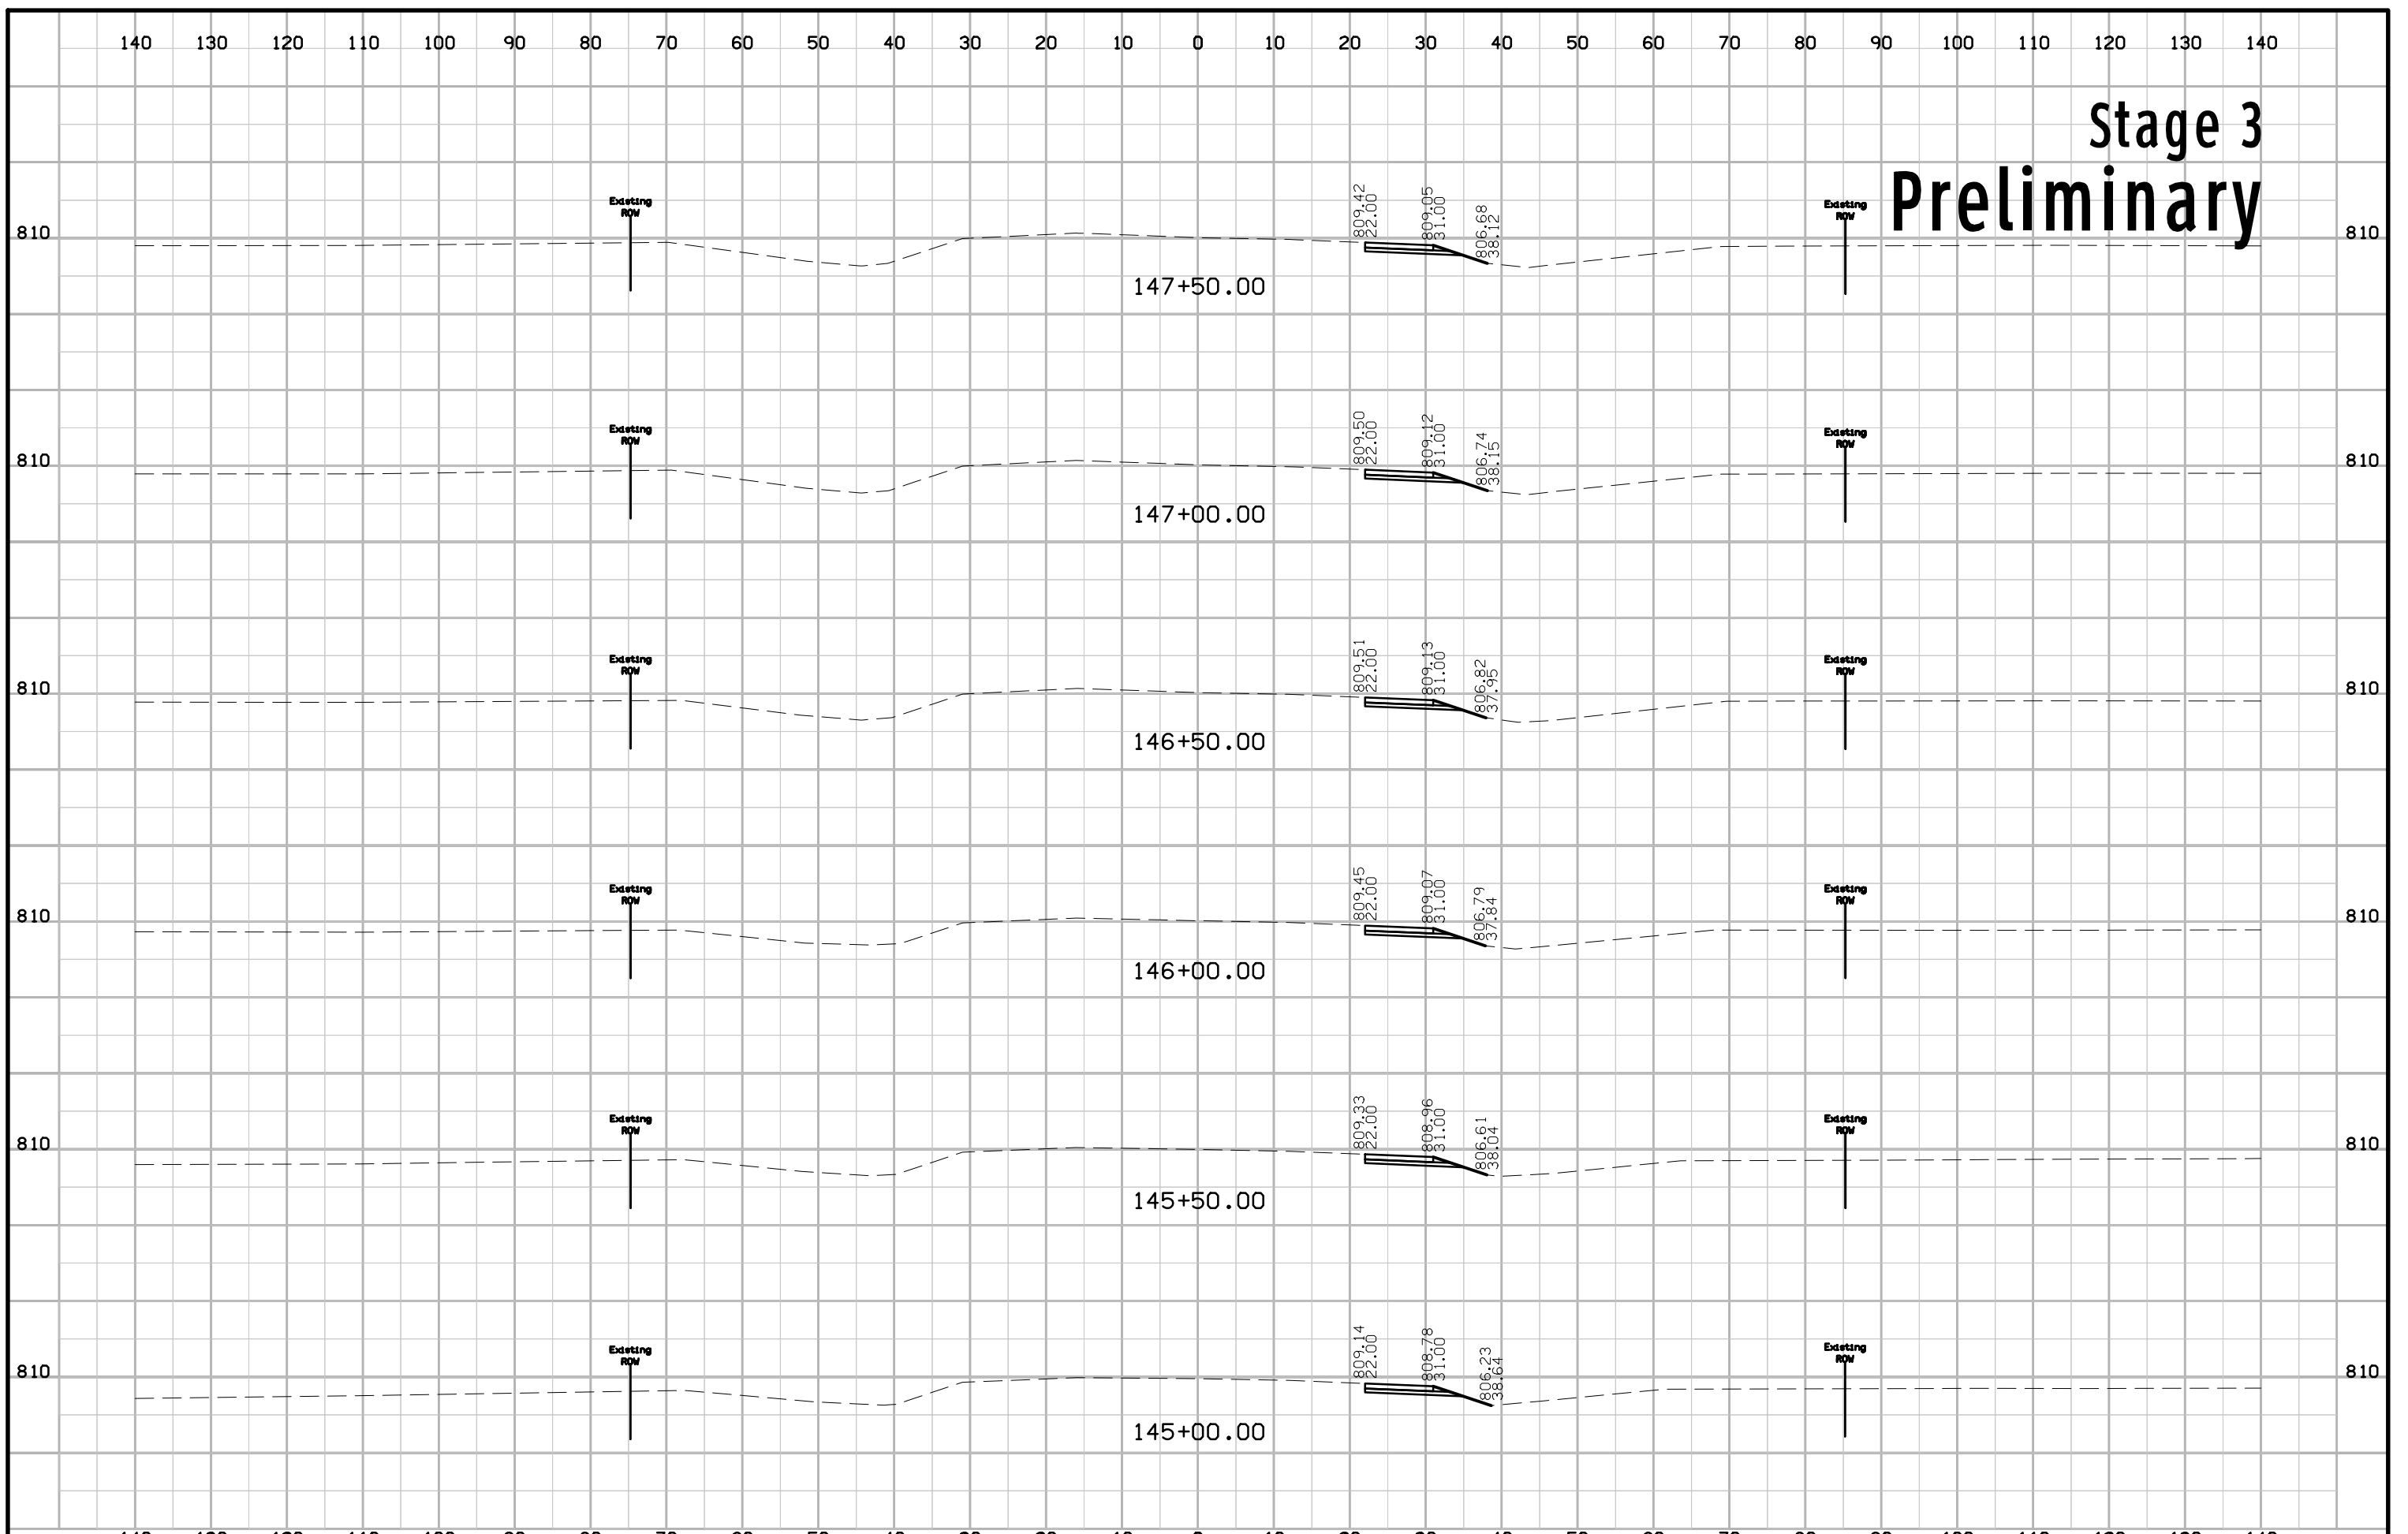 140 130 120 110 100 90 80 70 60 50 40 30 20 10 0 10 20 30 40 50 60 70 80 90 100 110 120 130 140
Stage 3
Preliminary
Existing
ROW
809.42
22.00
809.05
31.00
806.68
38.12
Existing
ROW
810
810
147+50.00
Existing
ROW
809.50
22.00
809.12
31.00
806.74
38.15
Existing
ROW
810
810
147+00.00
Existing
ROW
809.51
22.00
809.13
31.00
806.82
37.95
Existing
ROW
810
810
146+50.00
Existing
ROW
809.45
22.00
809.07
31.00
806.79
37.84
Existing
ROW
810
810
146+00.00
Existing
ROW
809.33
22.00
808.96
31.00
806.61
38.04
Existing
ROW
810
810
145+50.00
Existing
ROW
809.14
22.00
808.78
31.00
806.23
38.64
Existing
ROW
810
810
145+00.00